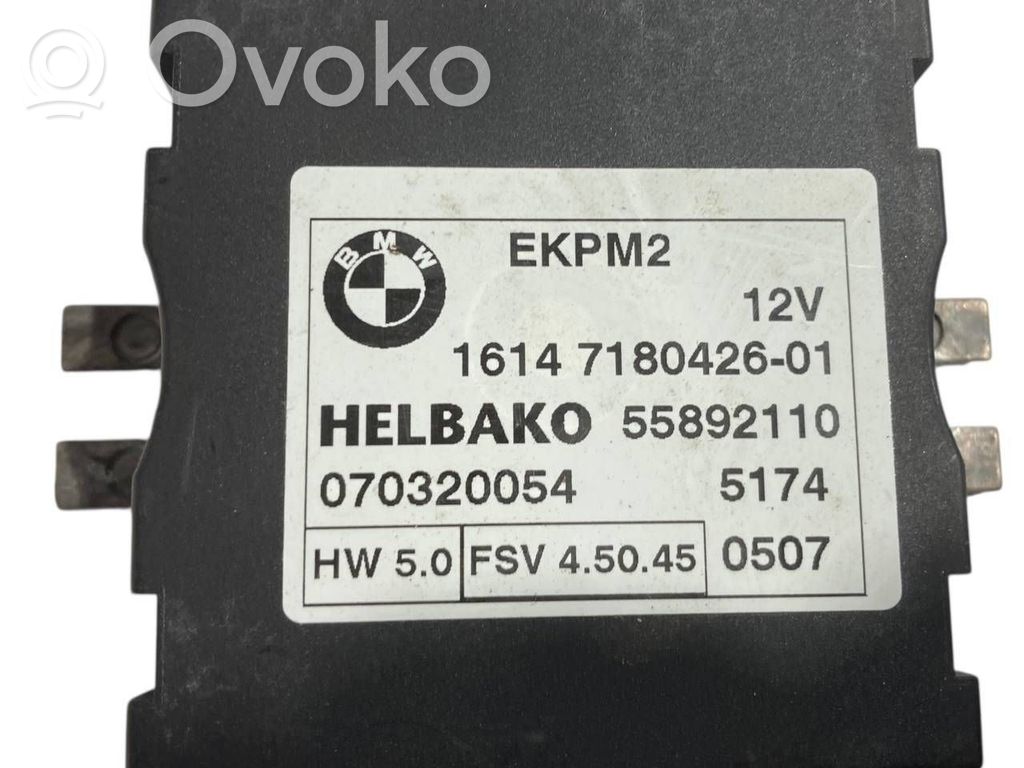 Ovoko
BMW
EKPM2
12V
1614 7180426-01
HELBAKO 55892110
070320054 5174
HW 5.0 FSV 4.50.45 0507